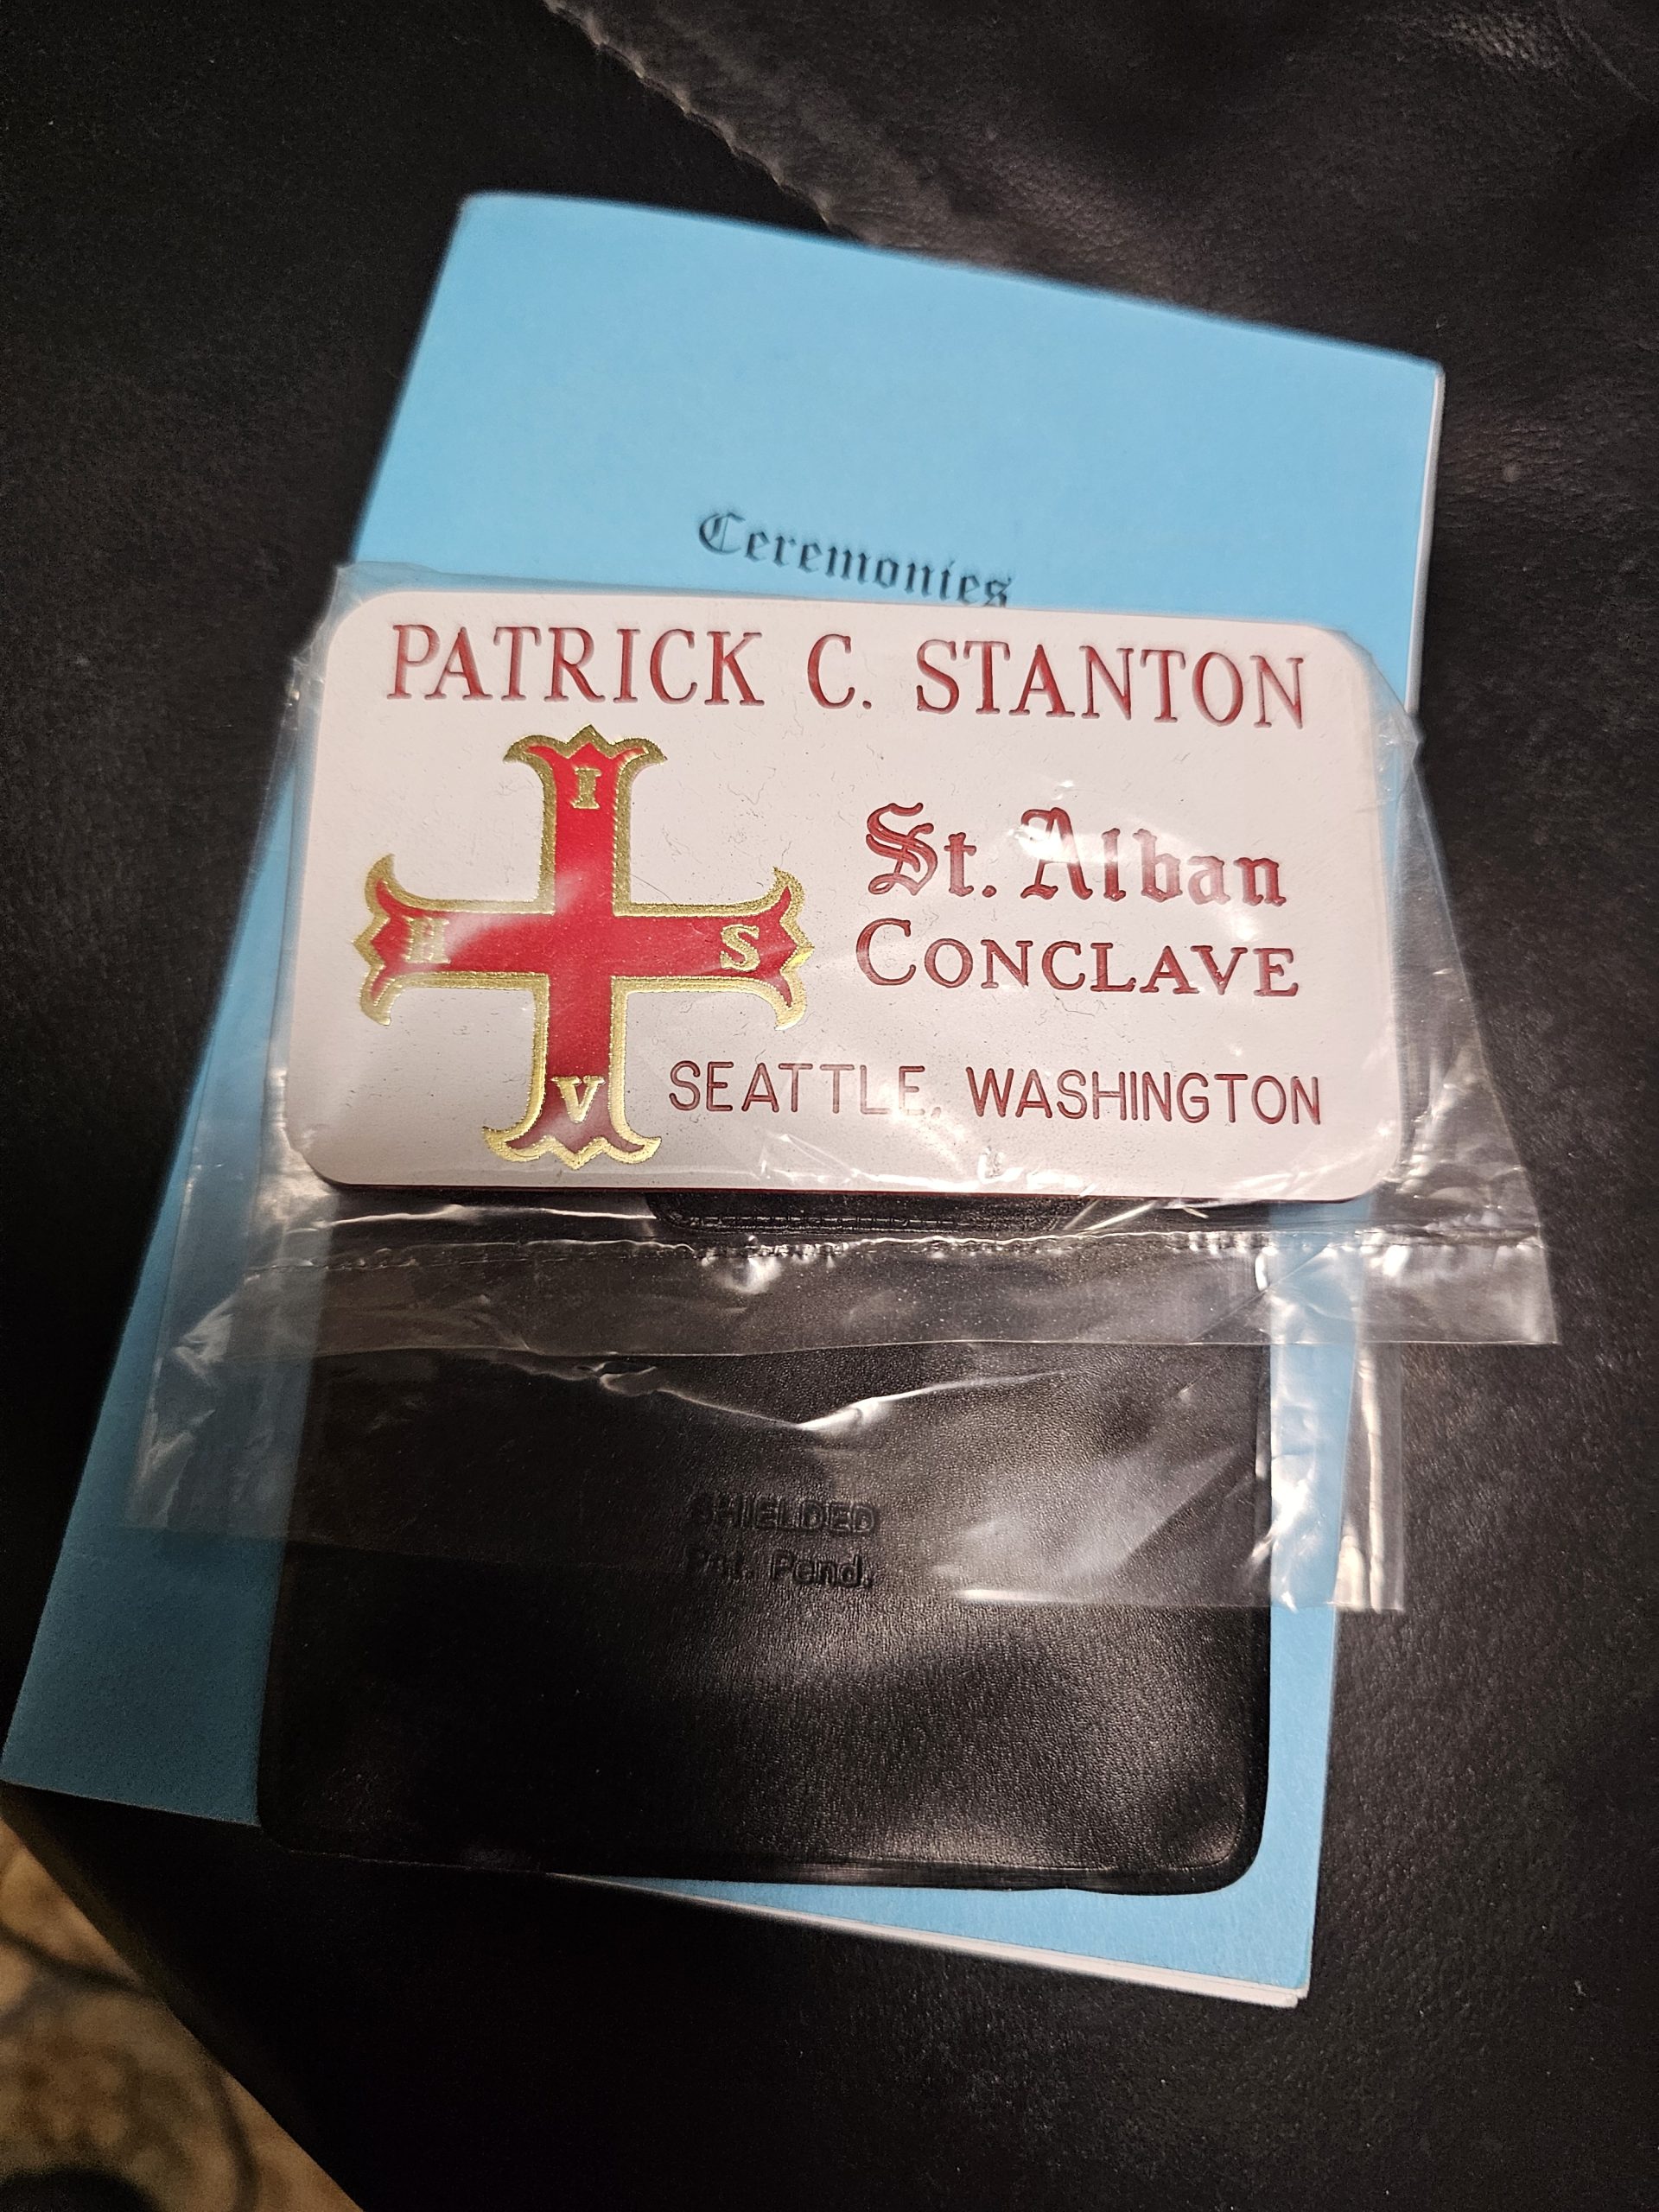 Ceremonies
PATRICK C. STANTON
I
H S
V
St. Alban
CONCLAVE
SEATTLE, WASHINGTON
SHIELDED
Pat. Pend.